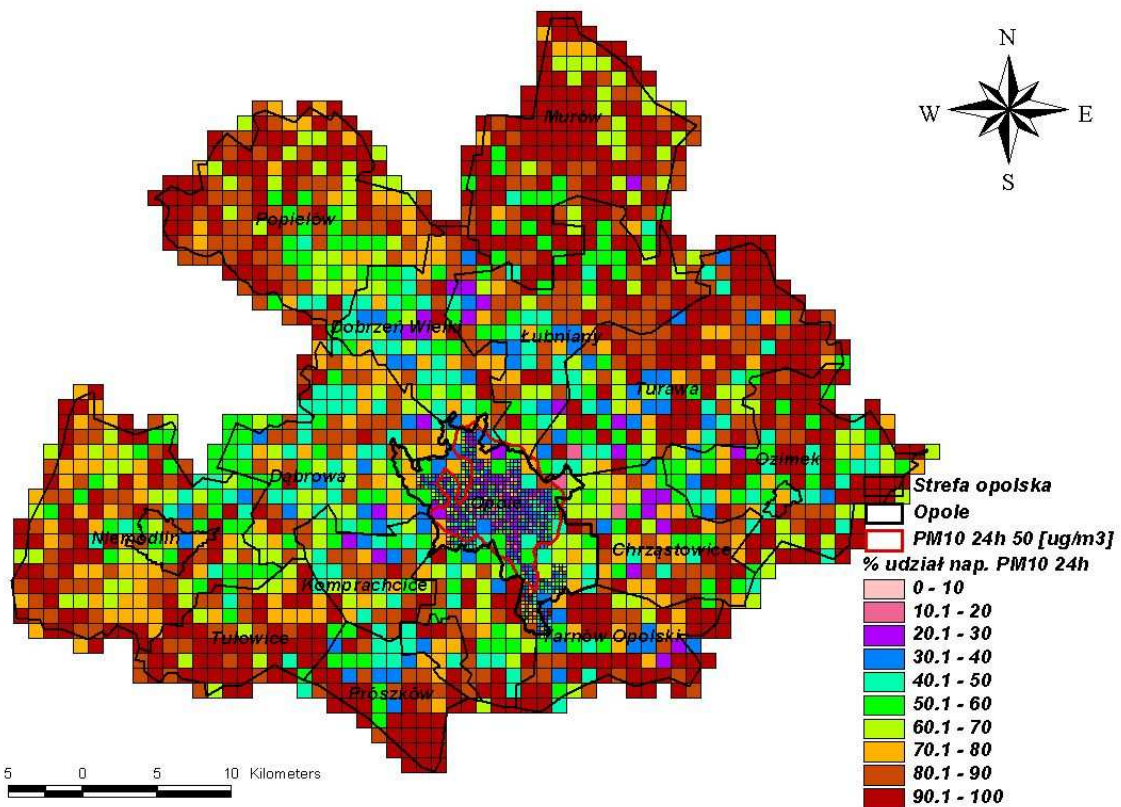 N
W E
S
Murów
Popielów
Dobrzeń Wielki
Łubniany
Turawa
Ozimek
Dąbrowa
Opole
Niemodlin
Chrząstowice
Komprachcice
Tułowice
Tarnów Opolski
Prószków
Strefa opolska
Opole
PM10 24h 50 [ug/m3]
% udział nap. PM10 24h
0 - 10
10.1 - 20
20.1 - 30
30.1 - 40
40.1 - 50
50.1 - 60
60.1 - 70
70.1 - 80
80.1 - 90
90.1 - 100
5 0 5 10 Kilometers